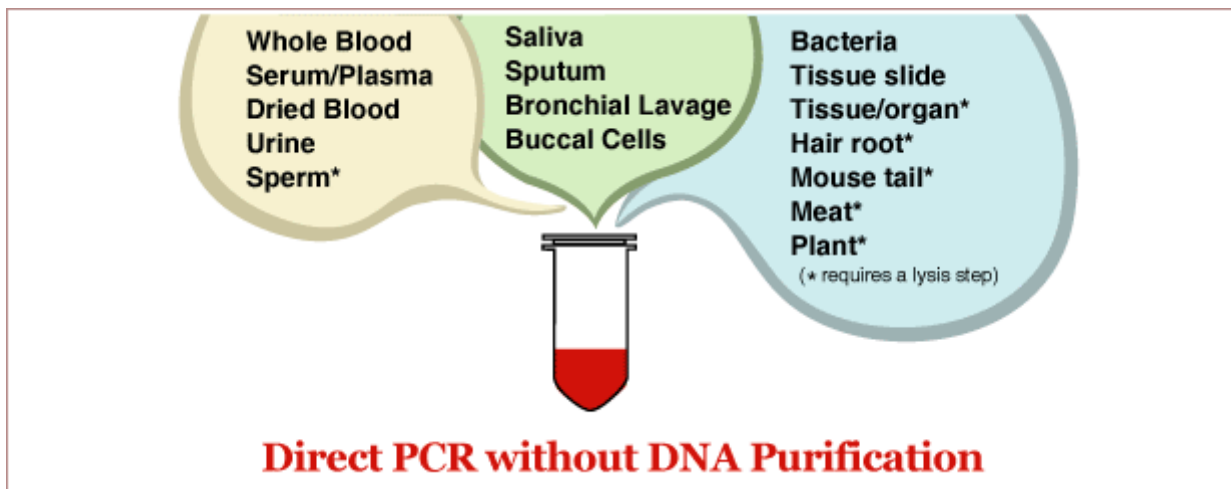 Whole Blood
Serum/Plasma
Dried Blood
Urine
Sperm*
Saliva
Sputum
Bronchial Lavage
Buccal Cells
Bacteria
Tissue slide
Tissue/organ*
Hair root*
Mouse tail*
Meat*
Plant*
(* requires a lysis step)
Direct PCR without DNA Purification